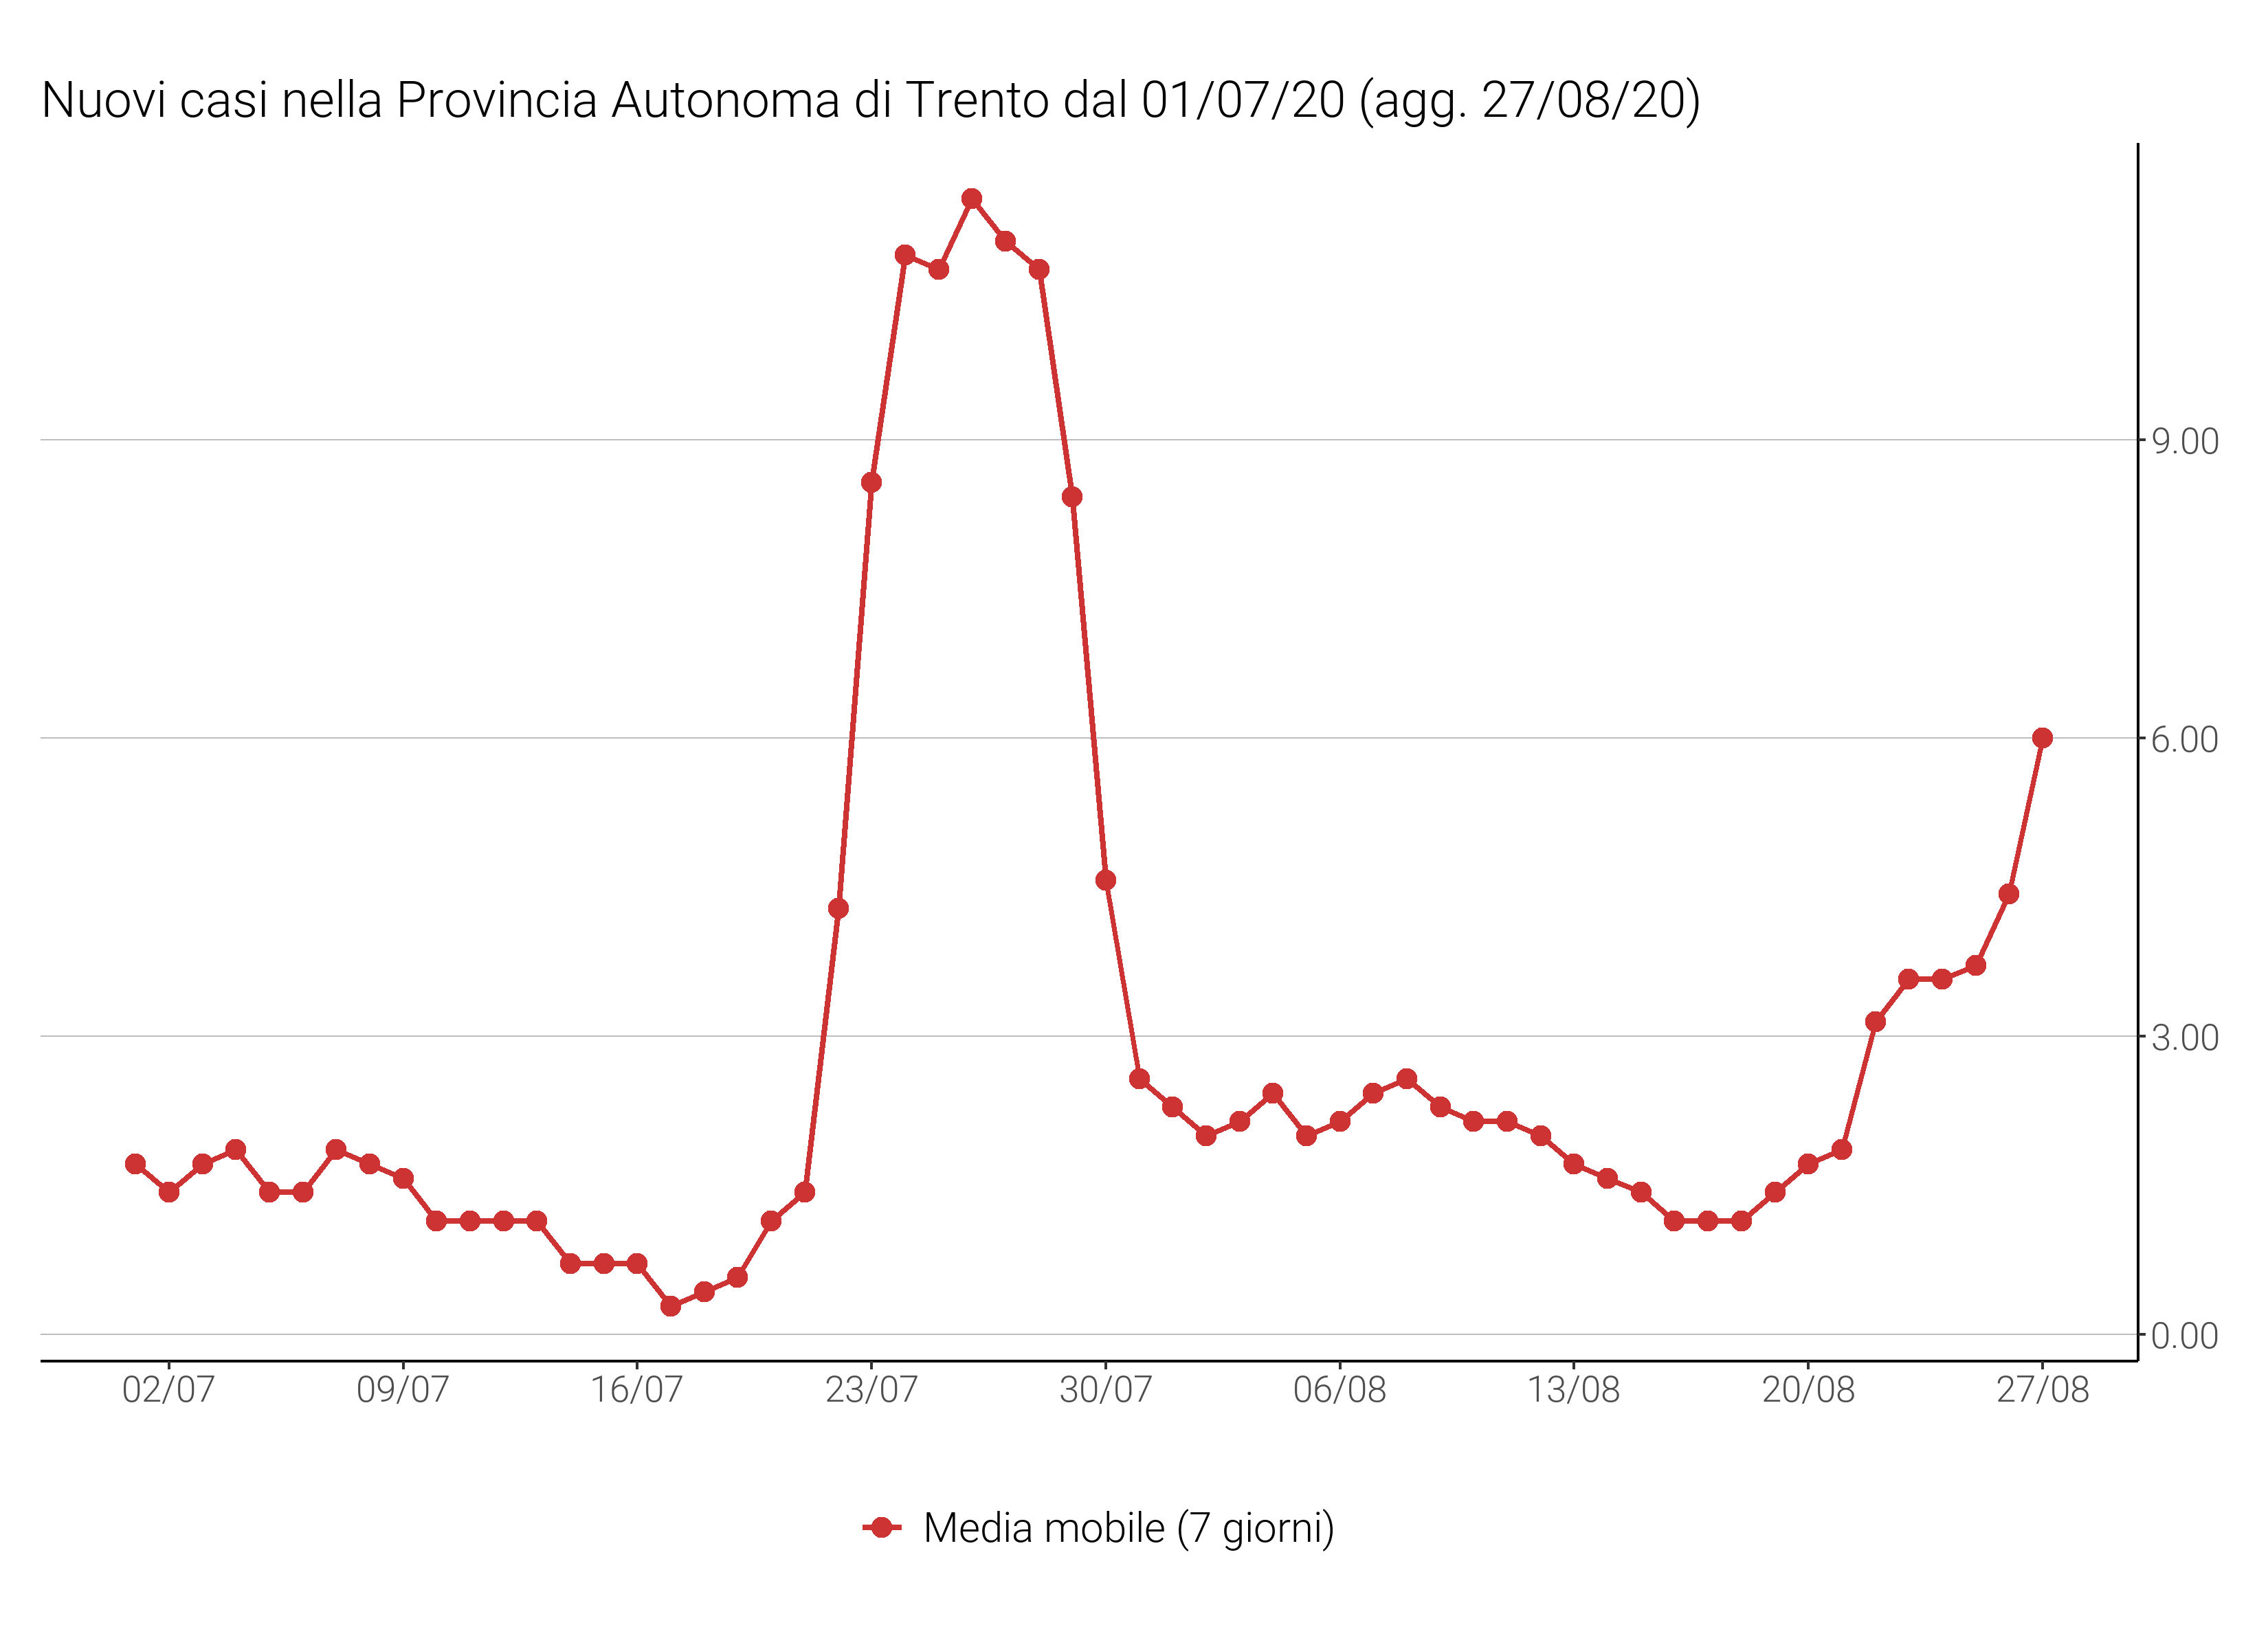 Nuovi casi nella Provincia Autonoma di Trento dal 01/07/20 (agg. 27/08/20)
9.00
6.00
3.00
0.00
02/07 09/07 16/07 23/07 30/07 06/08 13/08 20/08 27/08
Media mobile (7 giorni)